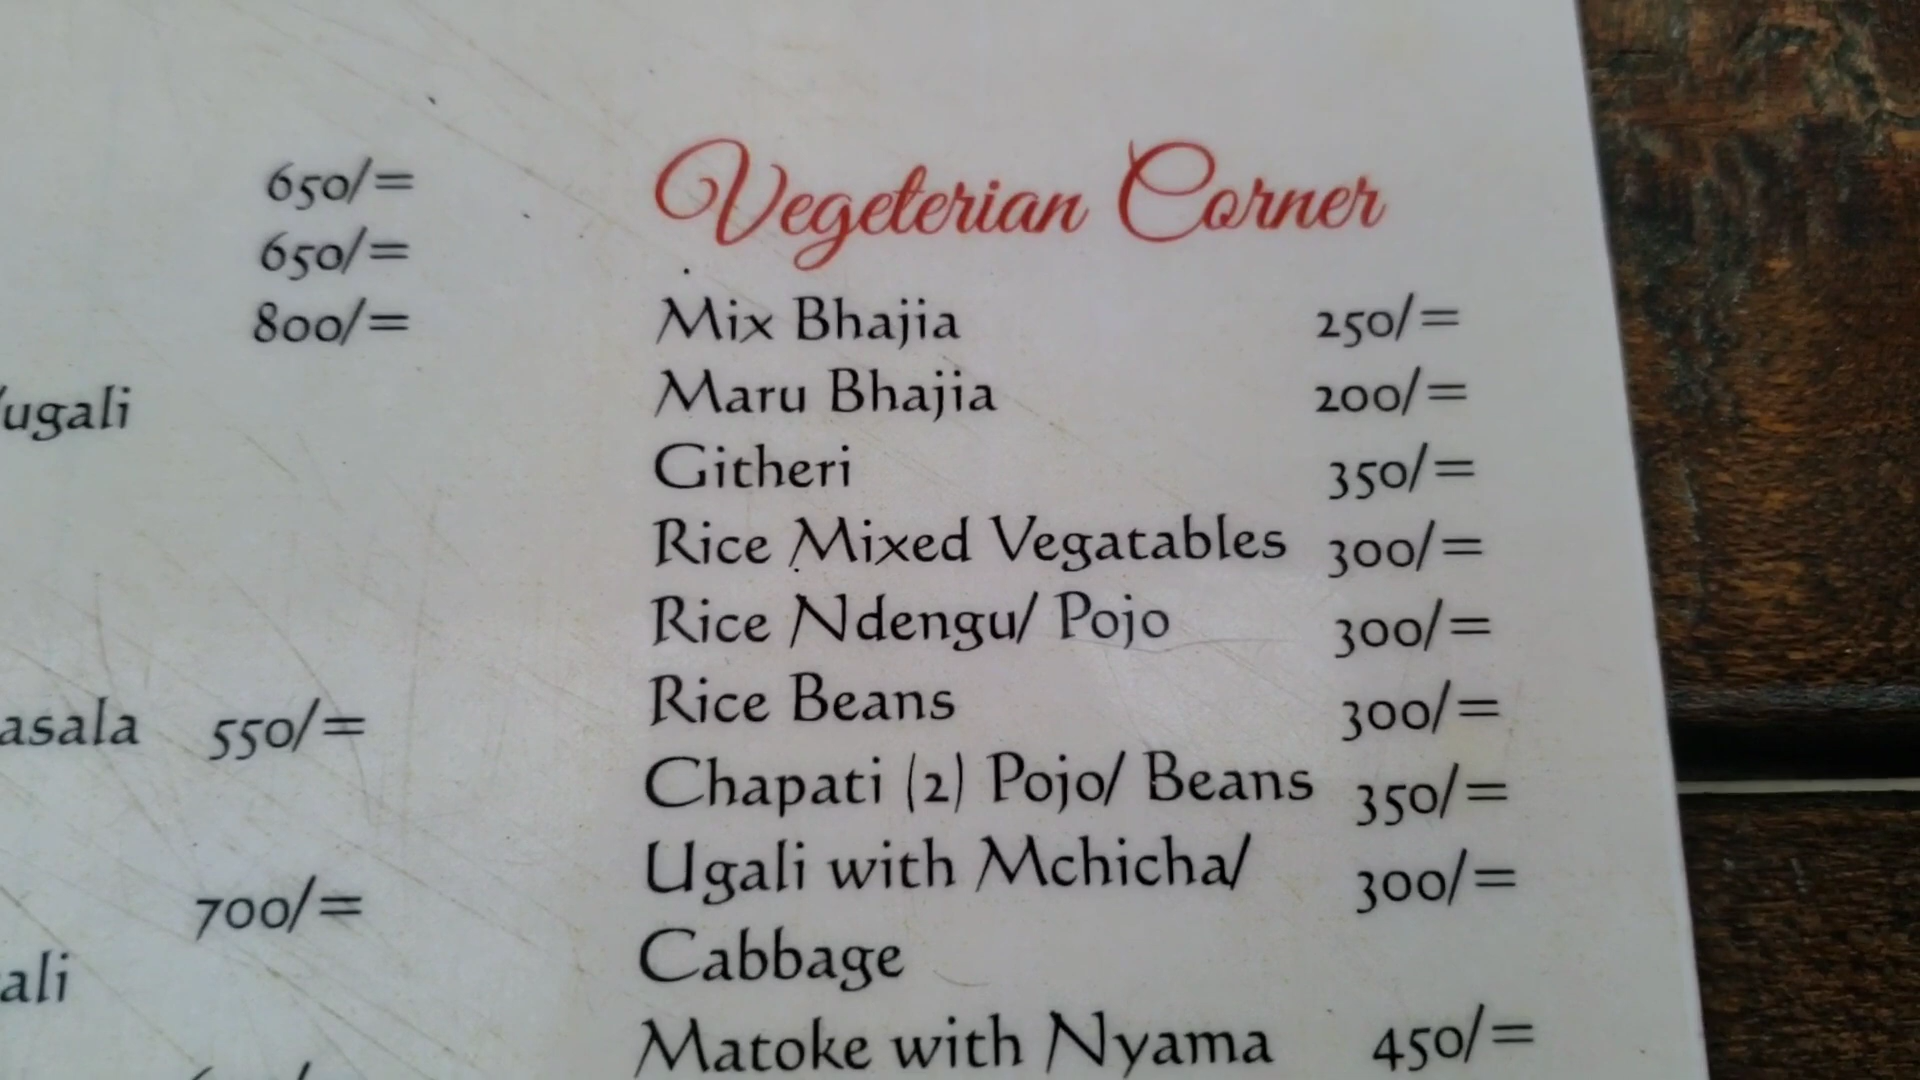 650/=
650/=
800/=
/ugali
asala 550/=
700/=
ali
Vegeterian Corner
Mix Bhajia 250/=
Maru Bhajia 200/=
Githeri 350/=
Rice Mixed Vegatables 300/=
Rice Ndengu/ Pojo 300/=
Rice Beans 300/=
Chapati (2) Pojo/ Beans 350/=
Ugali with Mchicha/ 300/=
Cabbage
Matoke with Nyama 450/=